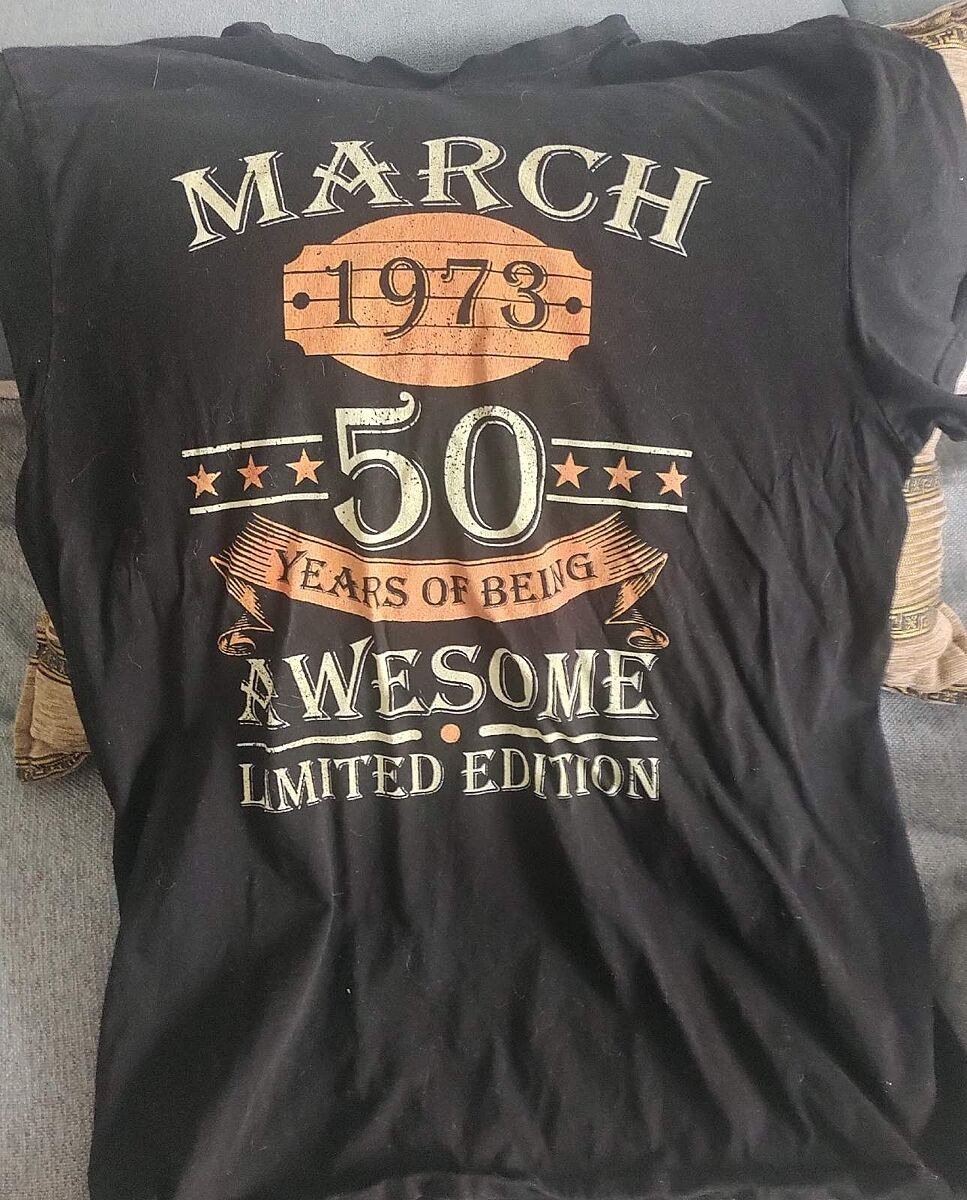 MARCH
1973
50
YEARS OF BEING
AWESOME
LIMITED EDITION